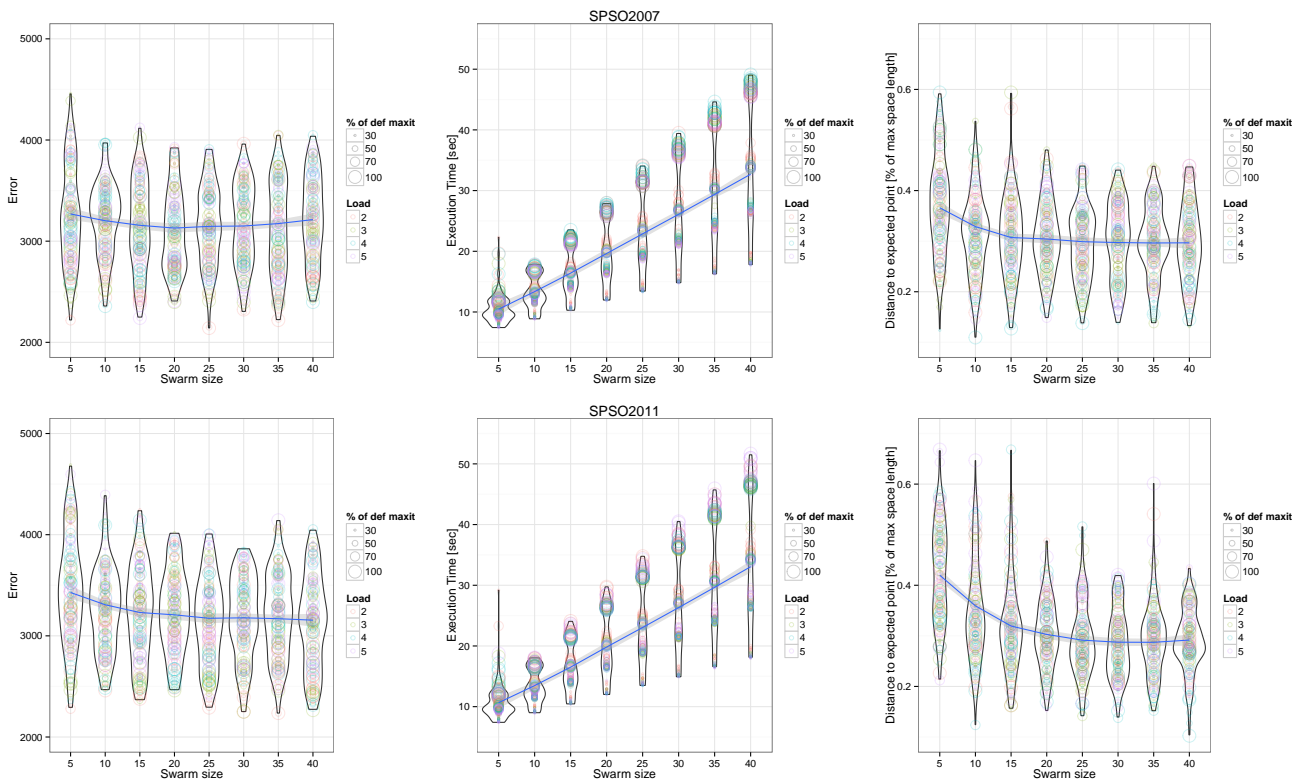 SPSO2007
Error
5000
4000
3000
2000
5 10 15 20 25 30 35 40
Swarm size
% of def maxit
30
50
70
100
Load
2
3
4
5
Execution Time [sec]
50
40
30
20
10
5 10 15 20 25 30 35 40
Swarm size
% of def maxit
30
50
70
100
Load
2
3
4
5
Distance to expected point [% of max space length]
0.6
0.4
0.2
5 10 15 20 25 30 35 40
Swarm size
% of def maxit
30
50
70
100
Load
2
3
4
5
SPSO2011
Error
5000
4000
3000
2000
5 10 15 20 25 30 35 40
Swarm size
% of def maxit
30
50
70
100
Load
2
3
4
5
Execution Time [sec]
50
40
30
20
10
5 10 15 20 25 30 35 40
Swarm size
% of def maxit
30
50
70
100
Load
2
3
4
5
Distance to expected point [% of max space length]
0.6
0.4
0.2
5 10 15 20 25 30 35 40
Swarm size
% of def maxit
30
50
70
100
Load
2
3
4
5